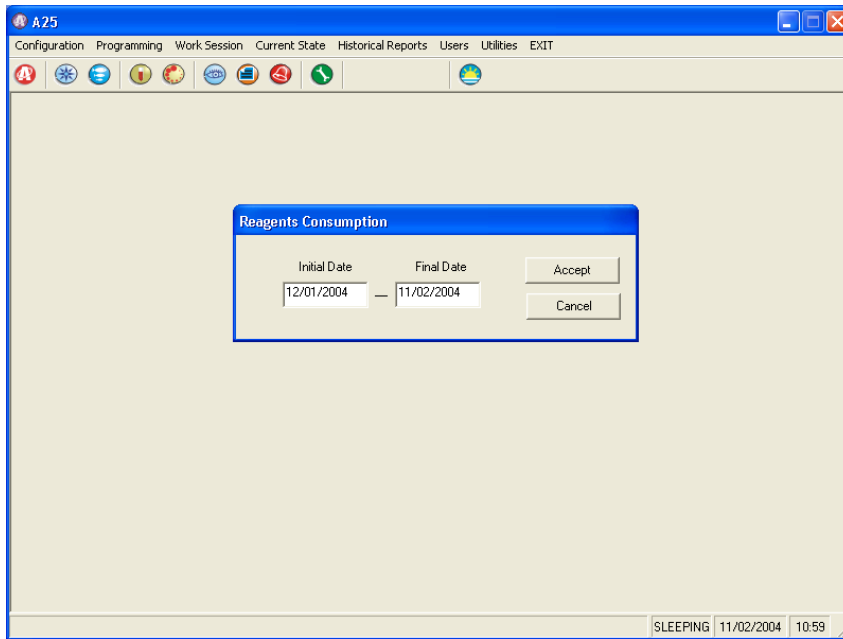 A25
Configuration Programming Work Session Current State Historical Reports Users Utilities EXIT
Reagents Consumption
Initial Date Final Date
Accept
12/01/2004 — 11/02/2004
Cancel
SLEEPING 11/02/2004 10:59